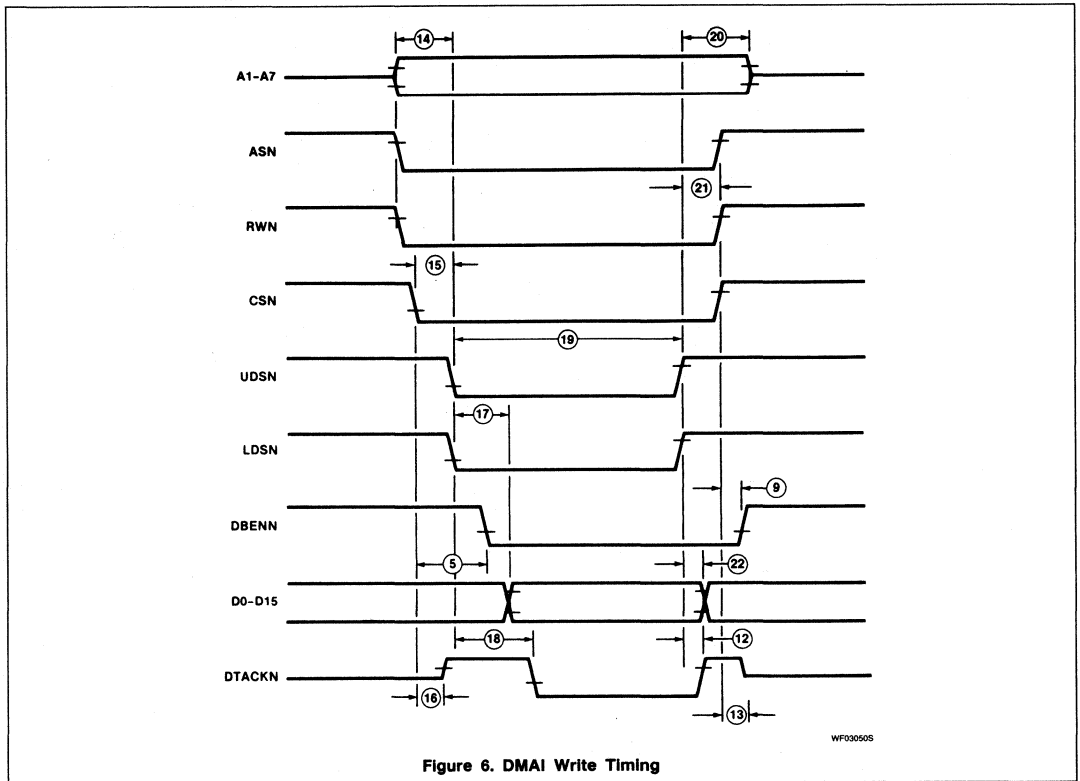 14
20
A1-A7
ASN
21
RWN
15
CSN
19
UDSN
17
LDSN
9
DBENN
5
22
D0-D15
18
12
DTACKN
16
13
WF03050S
Figure 6. DMAI Write Timing